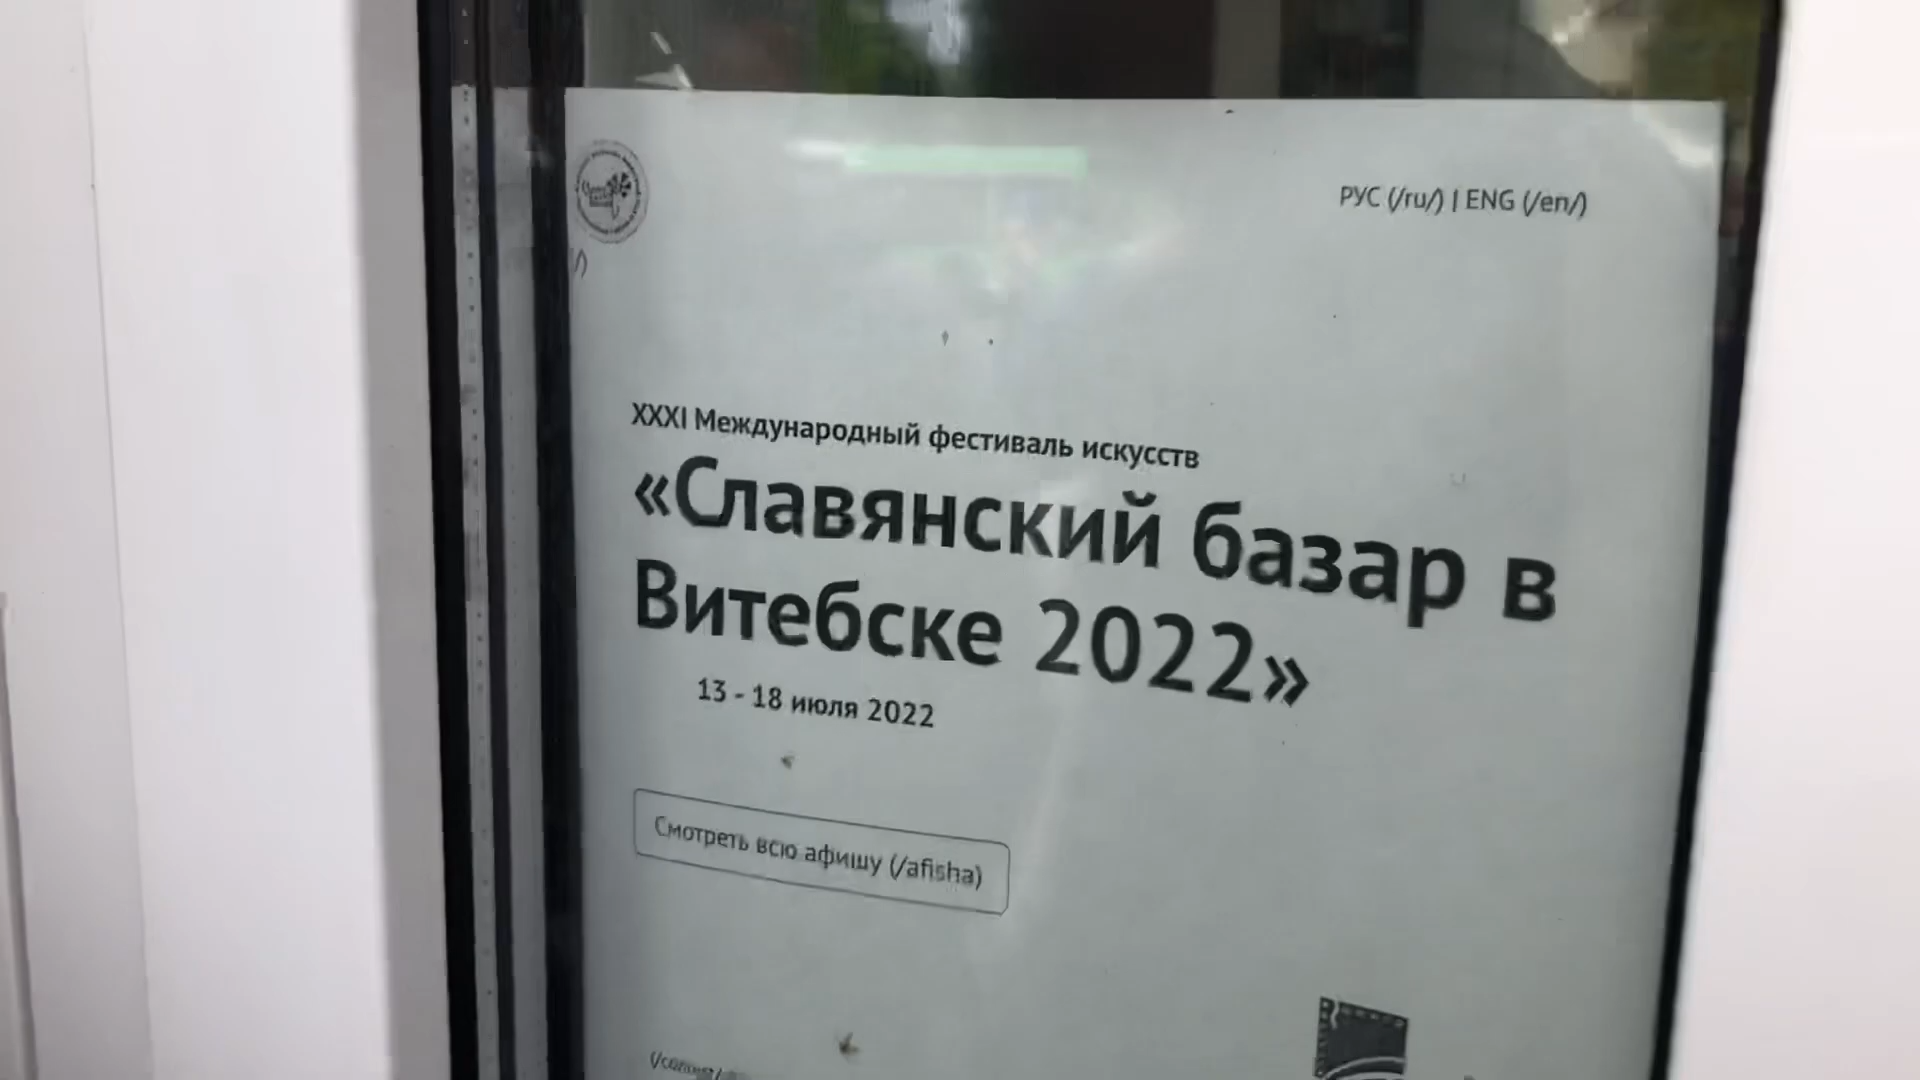 РУС (/ru/) | ENG (/en/)
XXXI Международный фестиваль искусств
«Славянский базар в
Витебске 2022»
13 - 18 июля 2022
Смотреть всю афишу (/afisha)